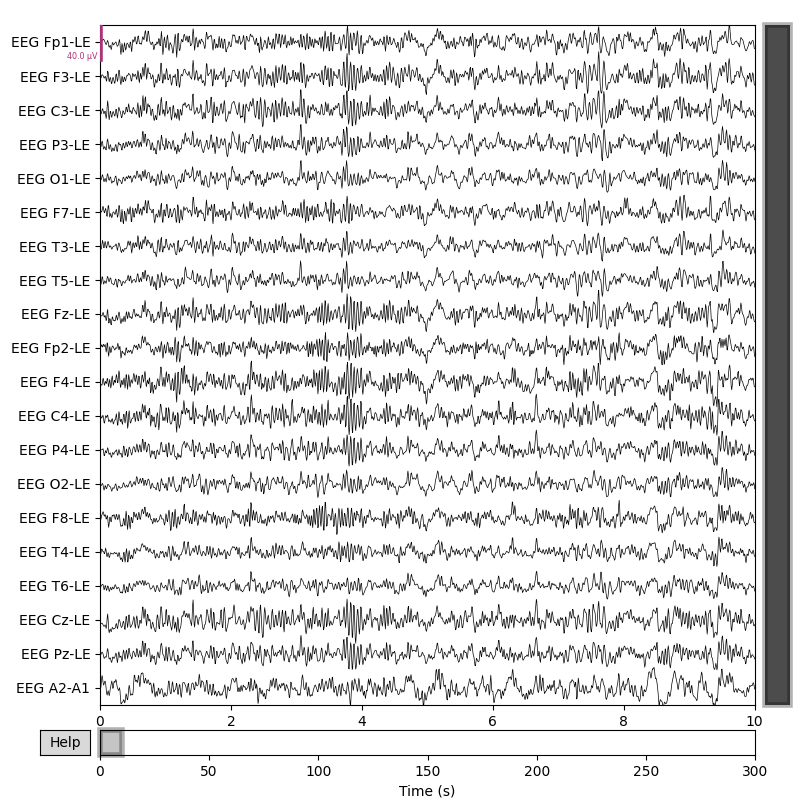 EEG Fp1-LE
40.0 µV
EEG F3-LE
EEG C3-LE
EEG P3-LE
EEG O1-LE
EEG F7-LE
EEG T3-LE
EEG T5-LE
EEG Fz-LE
EEG Fp2-LE
EEG F4-LE
EEG C4-LE
EEG P4-LE
EEG O2-LE
EEG F8-LE
EEG T4-LE
EEG T6-LE
EEG Cz-LE
EEG Pz-LE
EEG A2-A1
0 2 4 6 8 10
Help
0 50 100 150 200 250 300
Time (s)